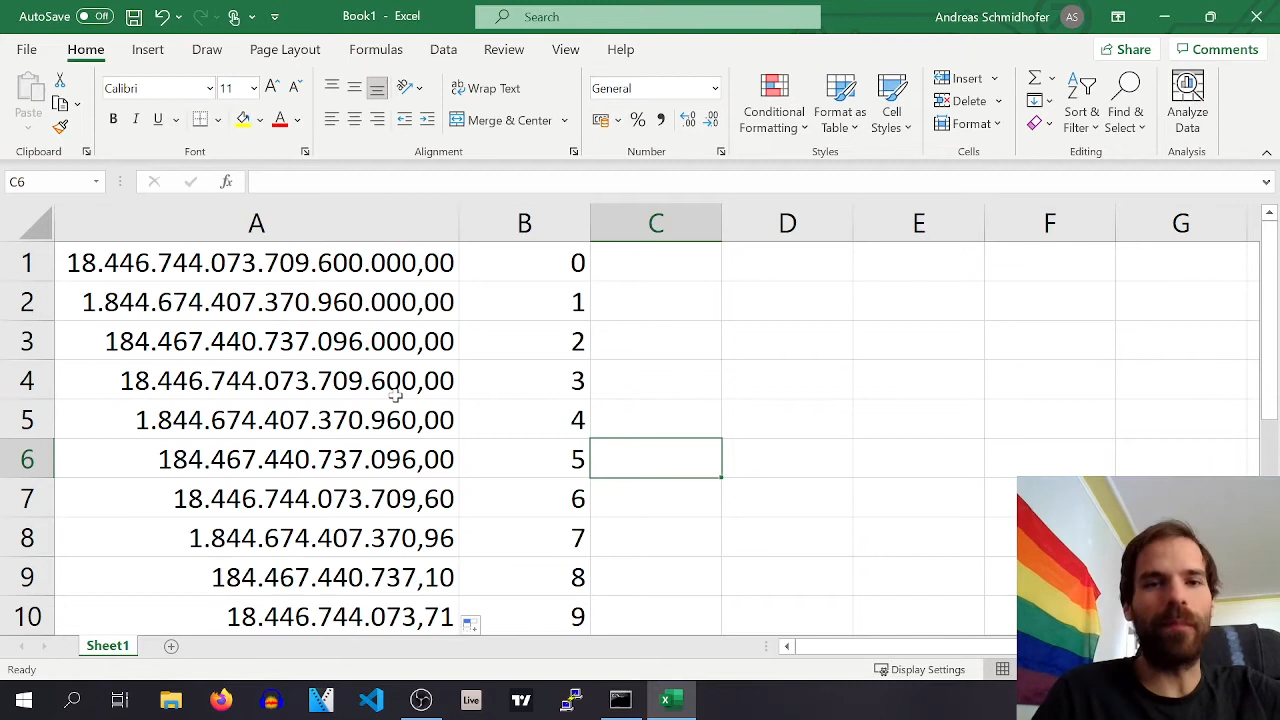 AutoSave Off Book1 - Excel Search Andreas Schmidhofer AS
File Home Insert Draw Page Layout Formulas Data Review View Help Share Comments
Paste Calibri 11 Wrap Text General Conditional Formatting Format as Table Cell Styles Insert Sort & Filter Find & Select Analyze Data
Merge & Center Delete
Format
Clipboard Font Alignment Number Styles Cells Editing Analysis
C6 fx
A B C D E F G
1 18.446.744.073.709.600.000,00 0
2 1.844.674.407.370.960.000,00 1
3 184.467.440.737.096.000,00 2
4 18.446.744.073.709.600,00 3
5 1.844.674.407.370.960,00 4
6 184.467.440.737.096,00 5
7 18.446.744.073.709,60 6
8 1.844.674.407.370,96 7
9 184.467.440.737,10 8
10 18.446.744.073,71 9
Sheet1
Ready Display Settings
Live